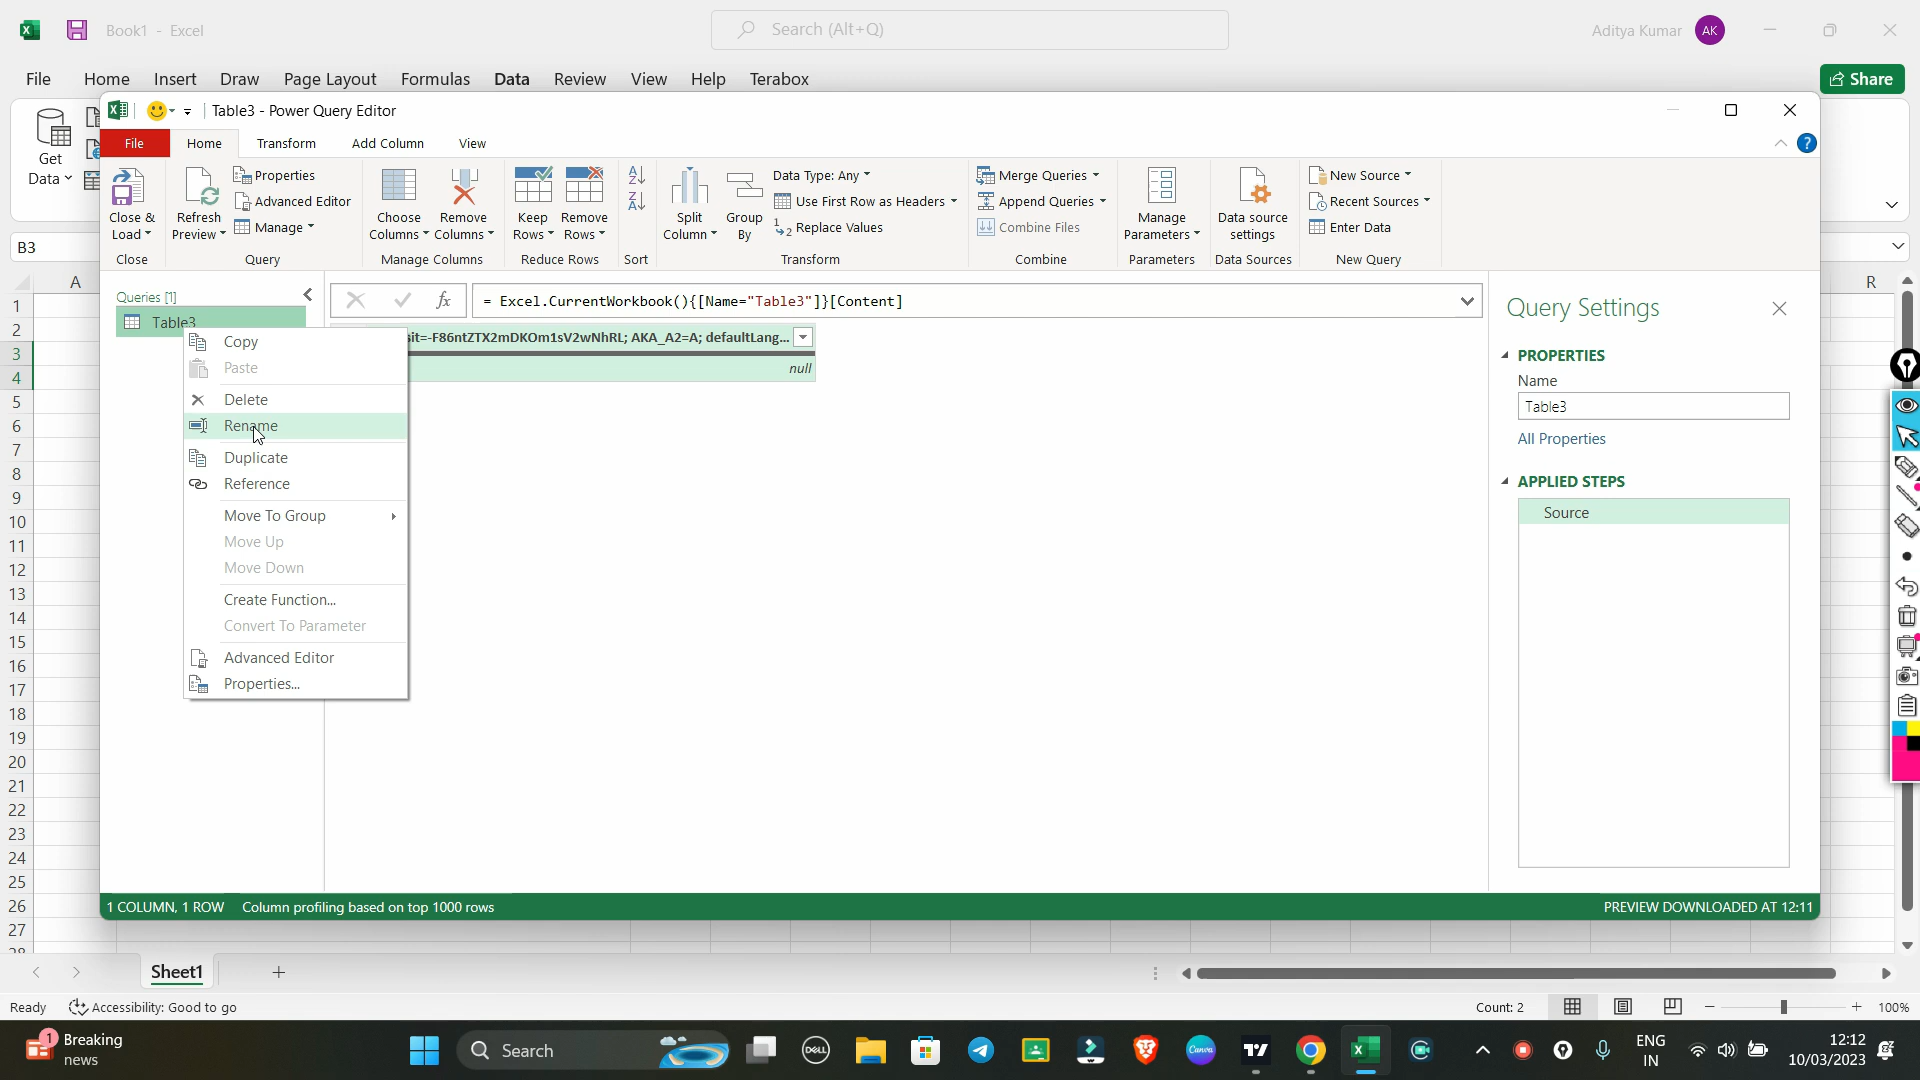 Book1 - Excel
Search (Alt+Q)
Aditya Kumar AK
File Home Insert Draw Page Layout Formulas Data Review View Help Terabox
Share
Get
Data
B3
Table3 - Power Query Editor
File Home Transform Add Column View
Close &
Load
Close
Refresh
Preview
Properties
Advanced Editor
Manage
Query
Choose
Columns
Remove
Columns
Manage Columns
Keep
Rows
Remove
Rows
Reduce Rows
Sort
Split
Column
Group
By
Data Type: Any
Use First Row as Headers
Replace Values
Transform
Merge Queries
Append Queries
Combine Files
Combine
Manage
Parameters
Parameters
Data source
settings
Data Sources
New Source
Recent Sources
Enter Data
New Query
Queries [1]
Table3
= Excel.CurrentWorkbook(){[Name="Table3"]}[Content]
sit=-F86ntZTX2mDKOm1sV2wNhRL; AKA_A2=A; defaultLang...
null
Copy
Paste
Delete
Rename
Duplicate
Reference
Move To Group
Move Up
Move Down
Create Function...
Convert To Parameter
Advanced Editor
Properties...
Query Settings
PROPERTIES
Name
Table3
All Properties
APPLIED STEPS
Source
1 COLUMN, 1 ROW Column profiling based on top 1000 rows
PREVIEW DOWNLOADED AT 12:11
A
R
1
2
3
4
5
6
7
8
9
10
11
12
13
14
15
16
17
18
19
20
21
22
23
24
25
26
27
28
Sheet1
Ready Accessibility: Good to go
Count: 2
100%
1 Breaking
news
Search
DELL
Canva
ENG
IN
12:12
10/03/2023